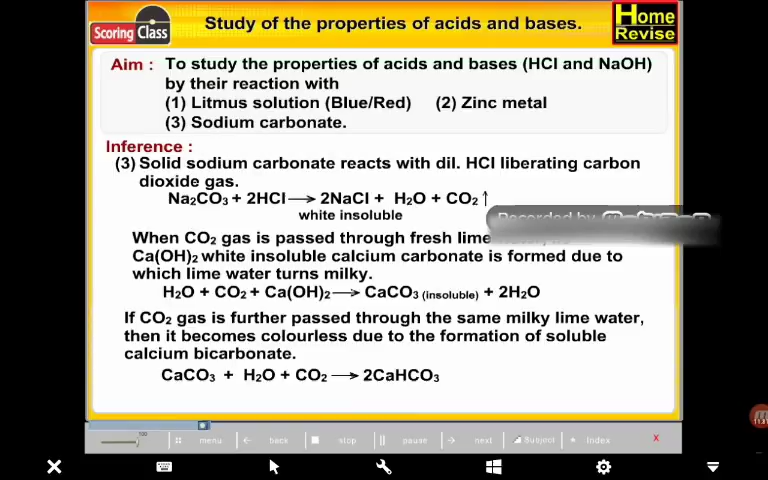 Scoring Class
Study of the properties of acids and bases.
Home
Revise
Aim : To study the properties of acids and bases (HCl and NaOH)
by their reaction with
(1) Litmus solution (Blue/Red) (2) Zinc metal
(3) Sodium carbonate.
Inference :
(3) Solid sodium carbonate reacts with dil. HCl liberating carbon
dioxide gas.
Na₂CO₃ + 2HCl ⟶ 2NaCl + H₂O + CO₂ ↑
white insoluble
Recorded by
When CO₂ gas is passed through fresh lime
Ca(OH)₂ white insoluble calcium carbonate is formed due to
which lime water turns milky.
H₂O + CO₂ + Ca(OH)₂ ⟶ CaCO₃ (insoluble) + 2H₂O
If CO₂ gas is further passed through the same milky lime water,
then it becomes colourless due to the formation of soluble
calcium bicarbonate.
CaCO₃ + H₂O + CO₂ ⟶ 2CaHCO₃
100 menu back stop pause next Subject Index X
11:31